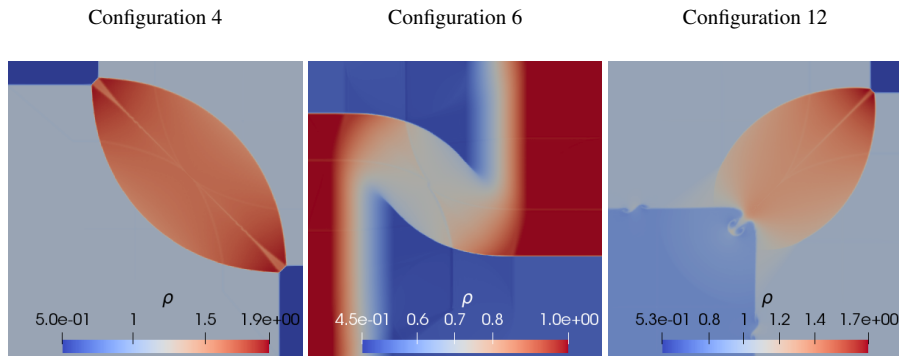 Configuration 4 Configuration 6 Configuration 12
ρ ρ ρ
5.0e-01 1 1.5 1.9e+00 4.5e-01 0.6 0.7 0.8 1.0e+00 5.3e-01 0.8 1 1.2 1.4 1.7e+00